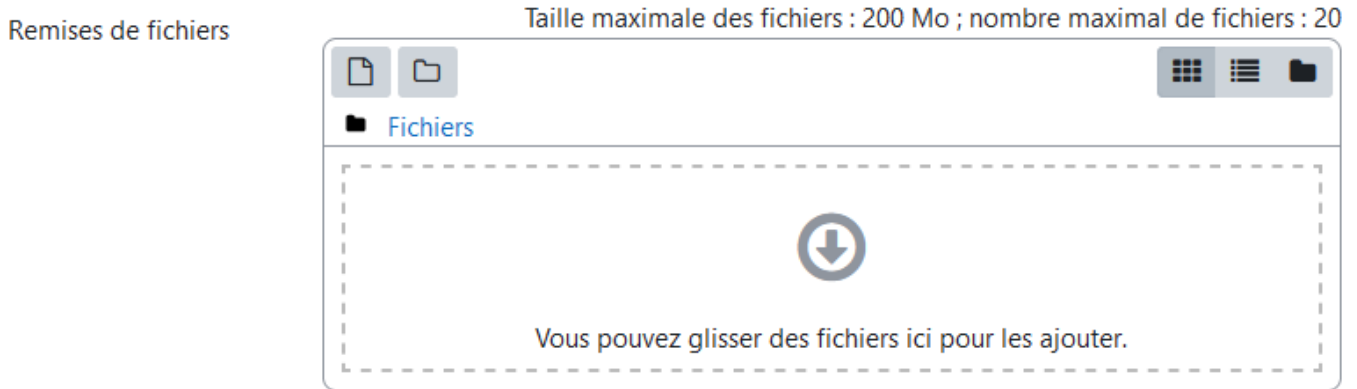 Remises de fichiers
Taille maximale des fichiers : 200 Mo ; nombre maximal de fichiers : 20
Fichiers
Vous pouvez glisser des fichiers ici pour les ajouter.